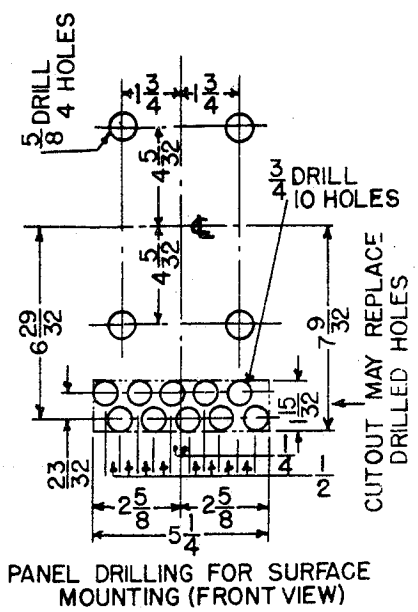 5/8 DRILL
4 HOLES
1 3/4
1 3/4
4 5/32
3/4 DRILL
10 HOLES
℄
4 5/32
6 29/32
7 9/32
CUTOUT MAY REPLACE
DRILLED HOLES
1 15/32
23/32
1/4
1/2
2 5/8
2 5/8
5 1/4
PANEL DRILLING FOR SURFACE
MOUNTING (FRONT VIEW)